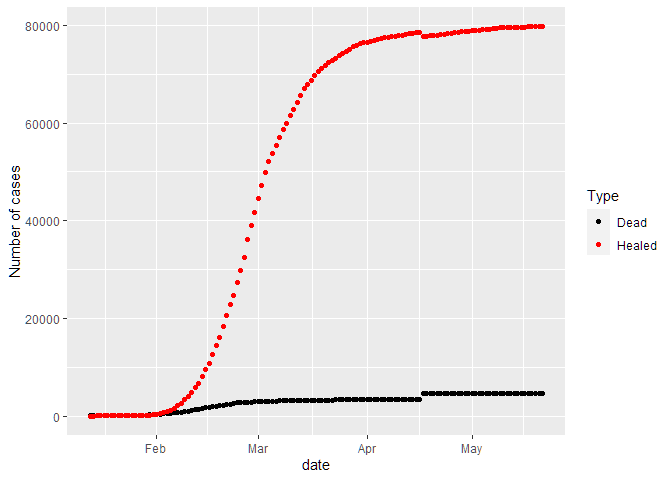 80000
60000
40000
20000
0
Number of cases
Feb
Mar
Apr
May
date
Type
Dead
Healed